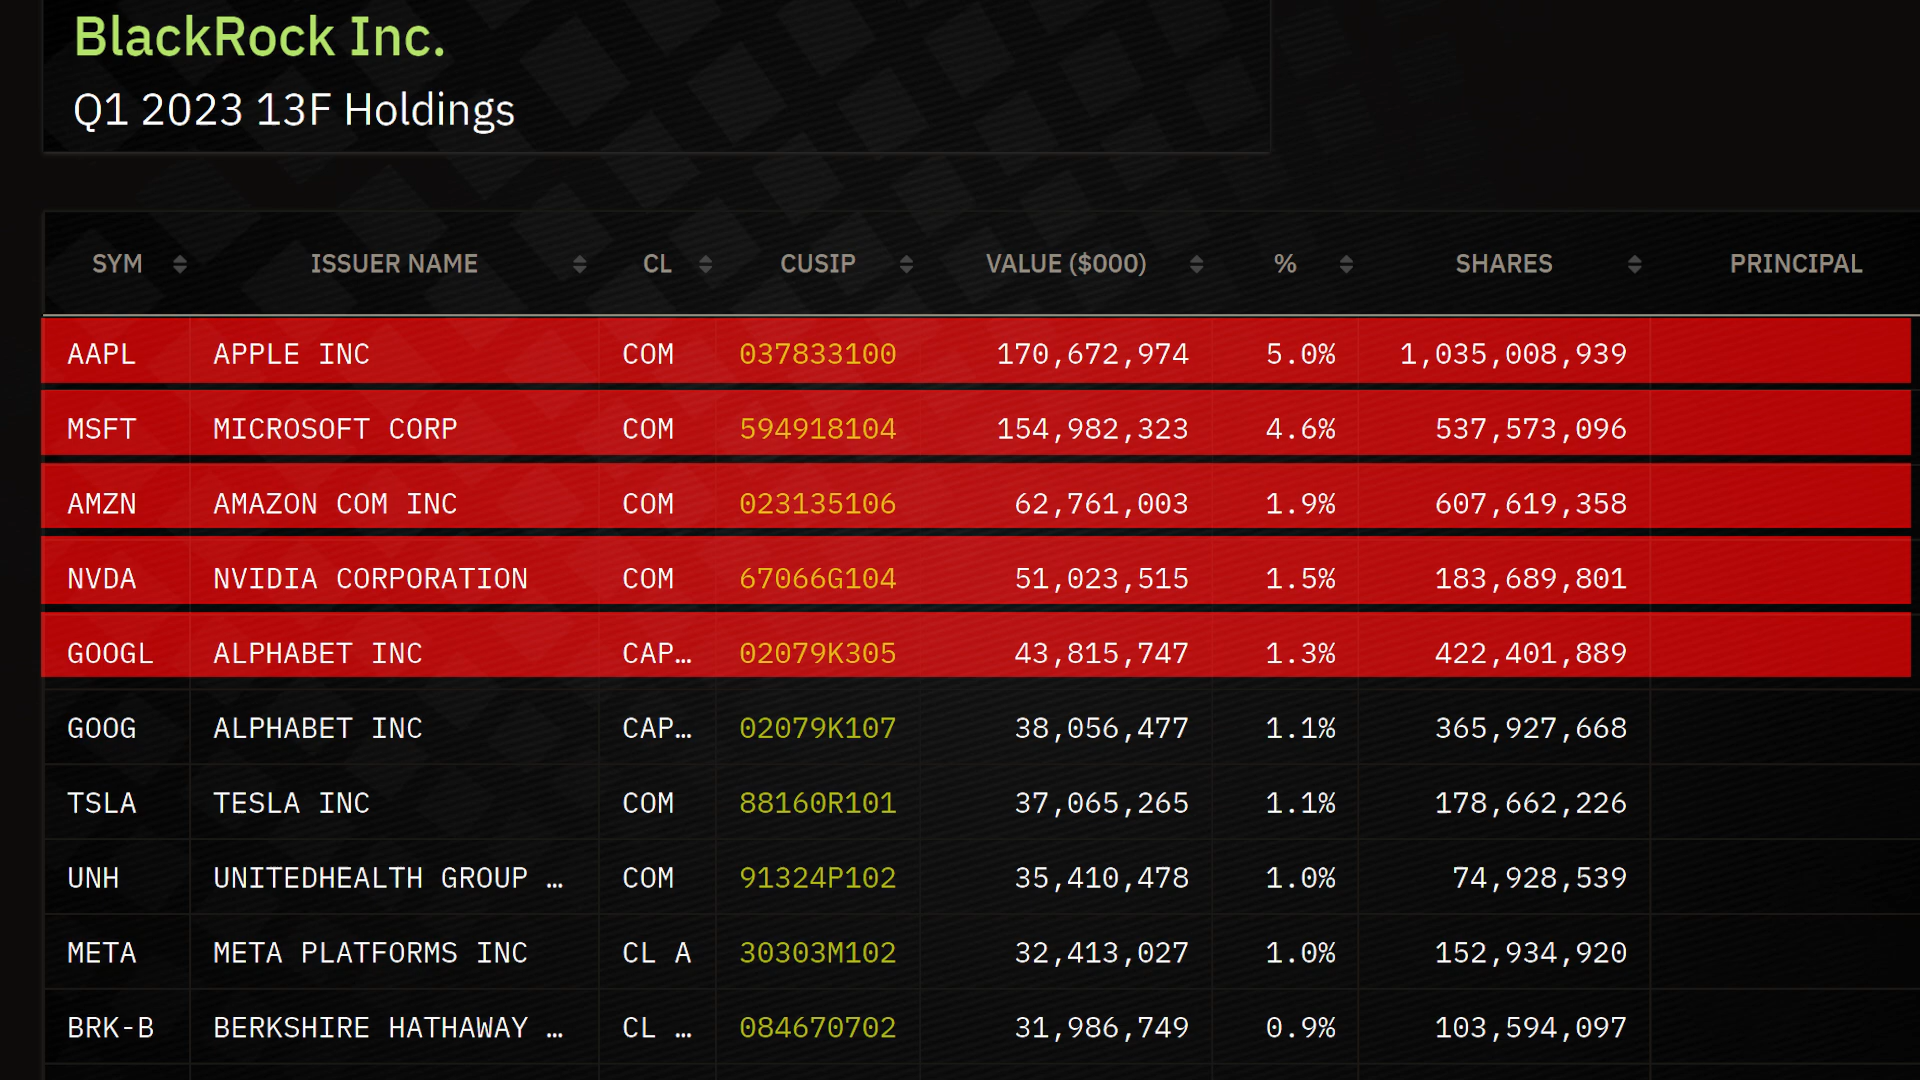 BlackRock Inc.
Q1 2023 13F Holdings
SYM ISSUER NAME CL CUSIP VALUE ($000) % SHARES PRINCIPAL
AAPL APPLE INC COM 037833100 170,672,974 5.0% 1,035,008,939
MSFT MICROSOFT CORP COM 594918104 154,982,323 4.6% 537,573,096
AMZN AMAZON COM INC COM 023135106 62,761,003 1.9% 607,619,358
NVDA NVIDIA CORPORATION COM 67066G104 51,023,515 1.5% 183,689,801
GOOGL ALPHABET INC CAP… 02079K305 43,815,747 1.3% 422,401,889
GOOG ALPHABET INC CAP… 02079K107 38,056,477 1.1% 365,927,668
TSLA TESLA INC COM 88160R101 37,065,265 1.1% 178,662,226
UNH UNITEDHEALTH GROUP … COM 91324P102 35,410,478 1.0% 74,928,539
META META PLATFORMS INC CL A 30303M102 32,413,027 1.0% 152,934,920
BRK-B BERKSHIRE HATHAWAY … CL … 084670702 31,986,749 0.9% 103,594,097